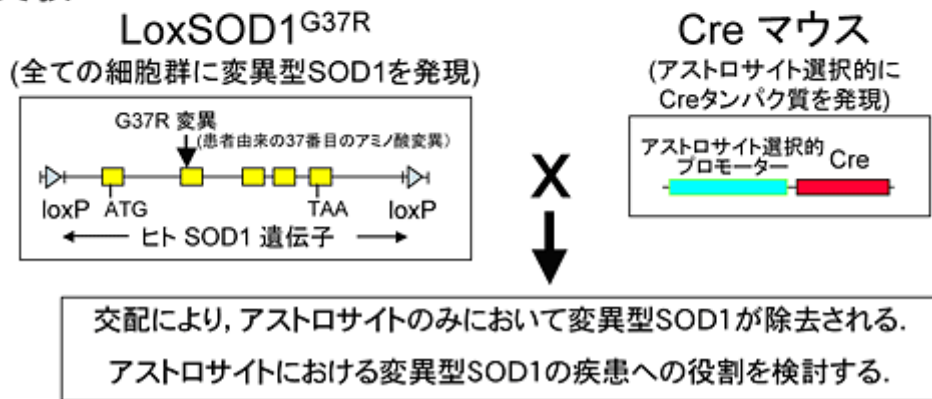 LoxSOD1G37R
(全ての細胞群に変異型SOD1を発現)
G37R 変異
(患者由来の37番目のアミノ酸変異)
loxP ATG TAA loxP
ヒト SOD1 遺伝子
X
Cre マウス
(アストロサイト選択的に
Creタンパク質を発現)
アストロサイト選択的
プロモーター Cre
交配により,アストロサイトのみにおいて変異型SOD1が除去される.
アストロサイトにおける変異型SOD1の疾患への役割を検討する.